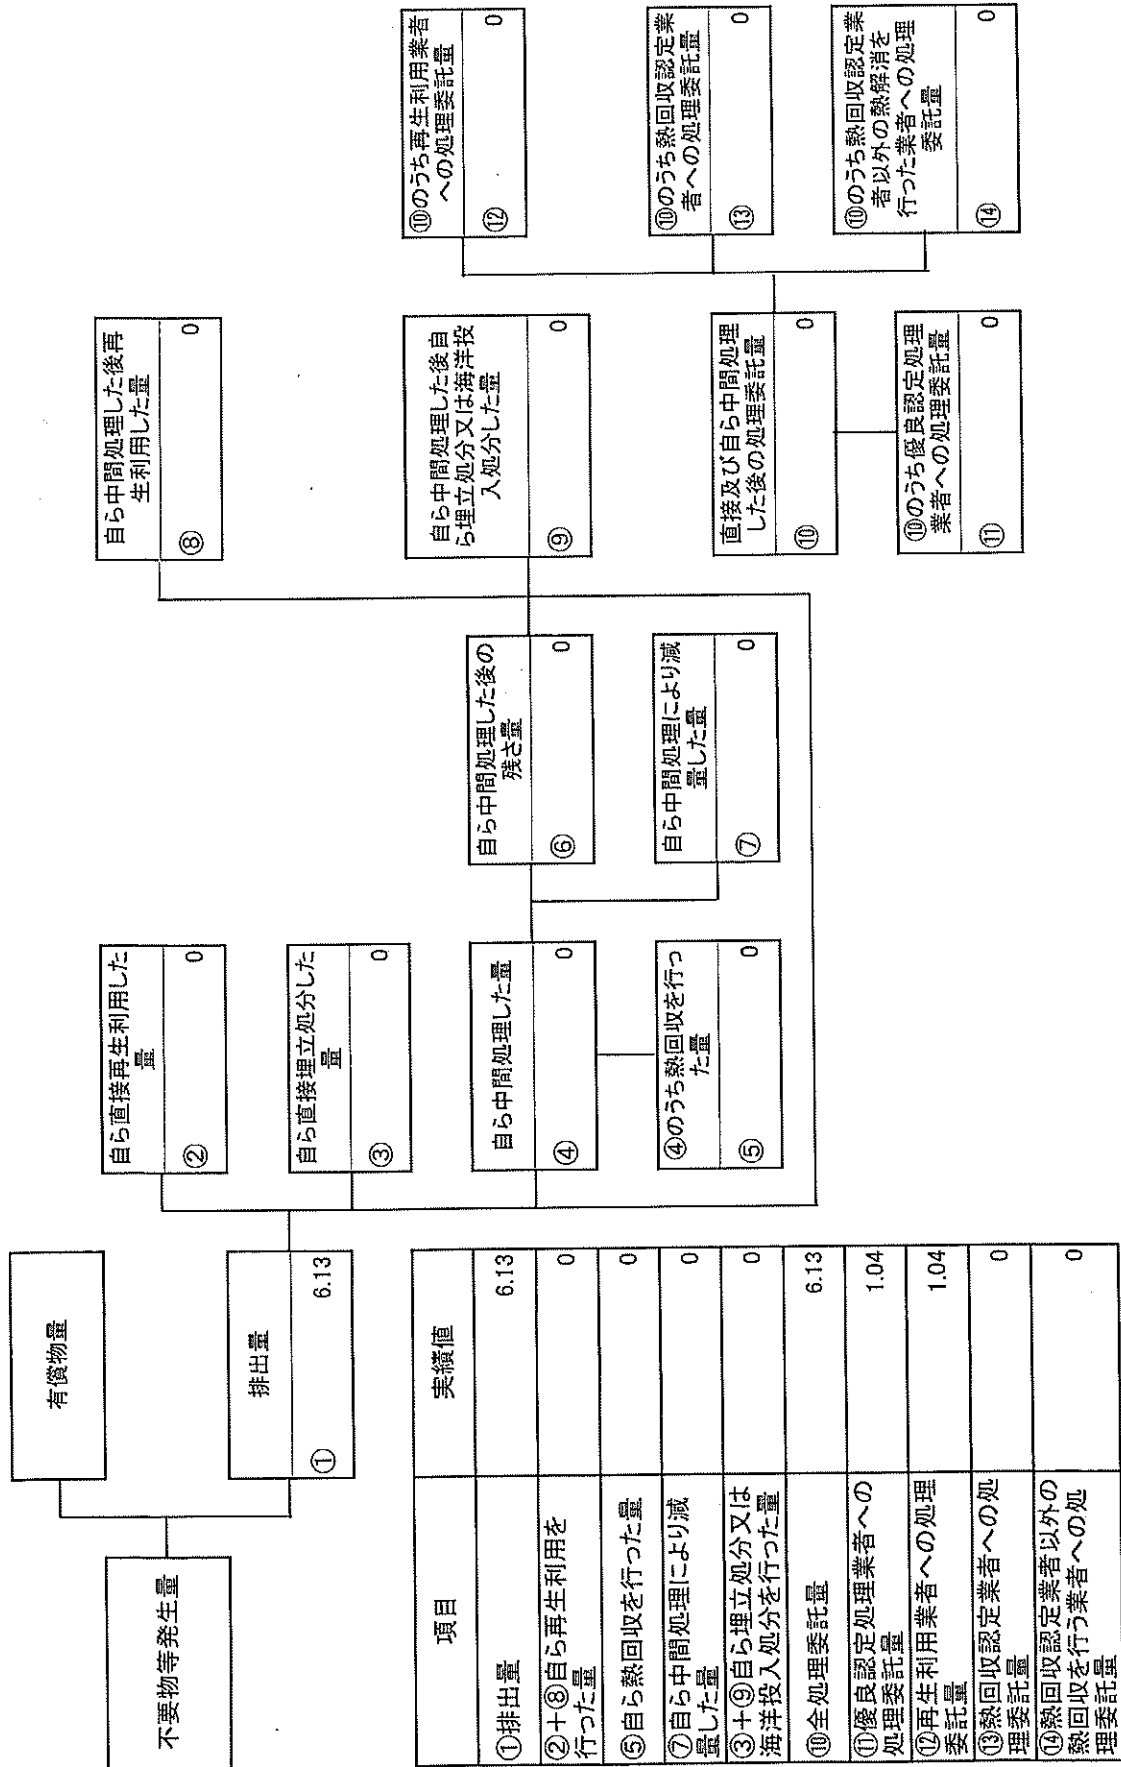 不要物等発生量
有償物量
排出量
①
6.13
自ら直接再生利用した
量
②
0
自ら直接埋立処分した
量
③
0
自ら中間処理した量
④
0
④のうち熱回収を行っ
た量
⑤
0
自ら中間処理した後の
残さ量
⑥
0
自ら中間処理により減
量した量
⑦
0
自ら中間処理した後再
生利用した量
⑧
0
自ら中間処理した後自
ら埋立処分又は海洋投
入処分した量
⑨
0
直接及び自ら中間処理
した後の処理委託量
⑩
0
⑩のうち優良認定処理
業者への処理委託量
⑪
0
⑩のうち再生利用業者
への処理委託量
⑫
0
⑩のうち熱回収認定業
者への処理委託量
⑬
0
⑩のうち熱回収認定業
者以外の熱解消を
行った業者への処理
委託量
⑭
0
項目
実績値
①排出量
6.13
②+⑧自ら再生利用を
行った量
0
⑤自ら熱回収を行った量
0
⑦自ら中間処理により減
量した量
0
③+⑨自ら埋立処分又は
海洋投入処分を行った量
0
⑩全処理委託量
6.13
⑪優良認定処理業者への
処理委託量
1.04
⑫再生利用業者への処理
委託量
1.04
⑬熱回収認定業者への処
理委託量
0
⑭熱回収認定業者以外の
熱回収を行う業者への処
理委託量
0